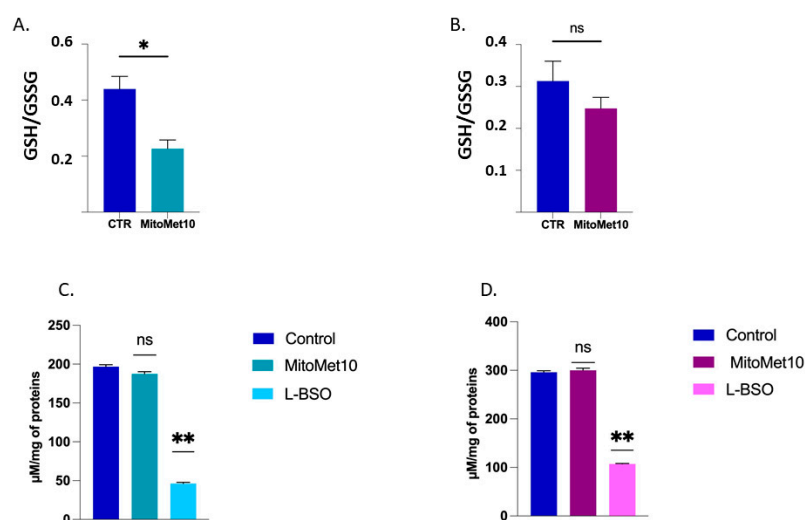 A.
GSH/GSSG
0.6
0.4
0.2
*
CTR MitoMet10
B.
GSH/GSSG
0.4
0.3
0.2
0.1
ns
CTR MitoMet10
C.
µM/mg of proteins
250
200
150
100
50
0
ns
**
Control
MitoMet10
L-BSO
D.
µM/mg of proteins
400
300
200
100
0
ns
**
Control
MitoMet10
L-BSO